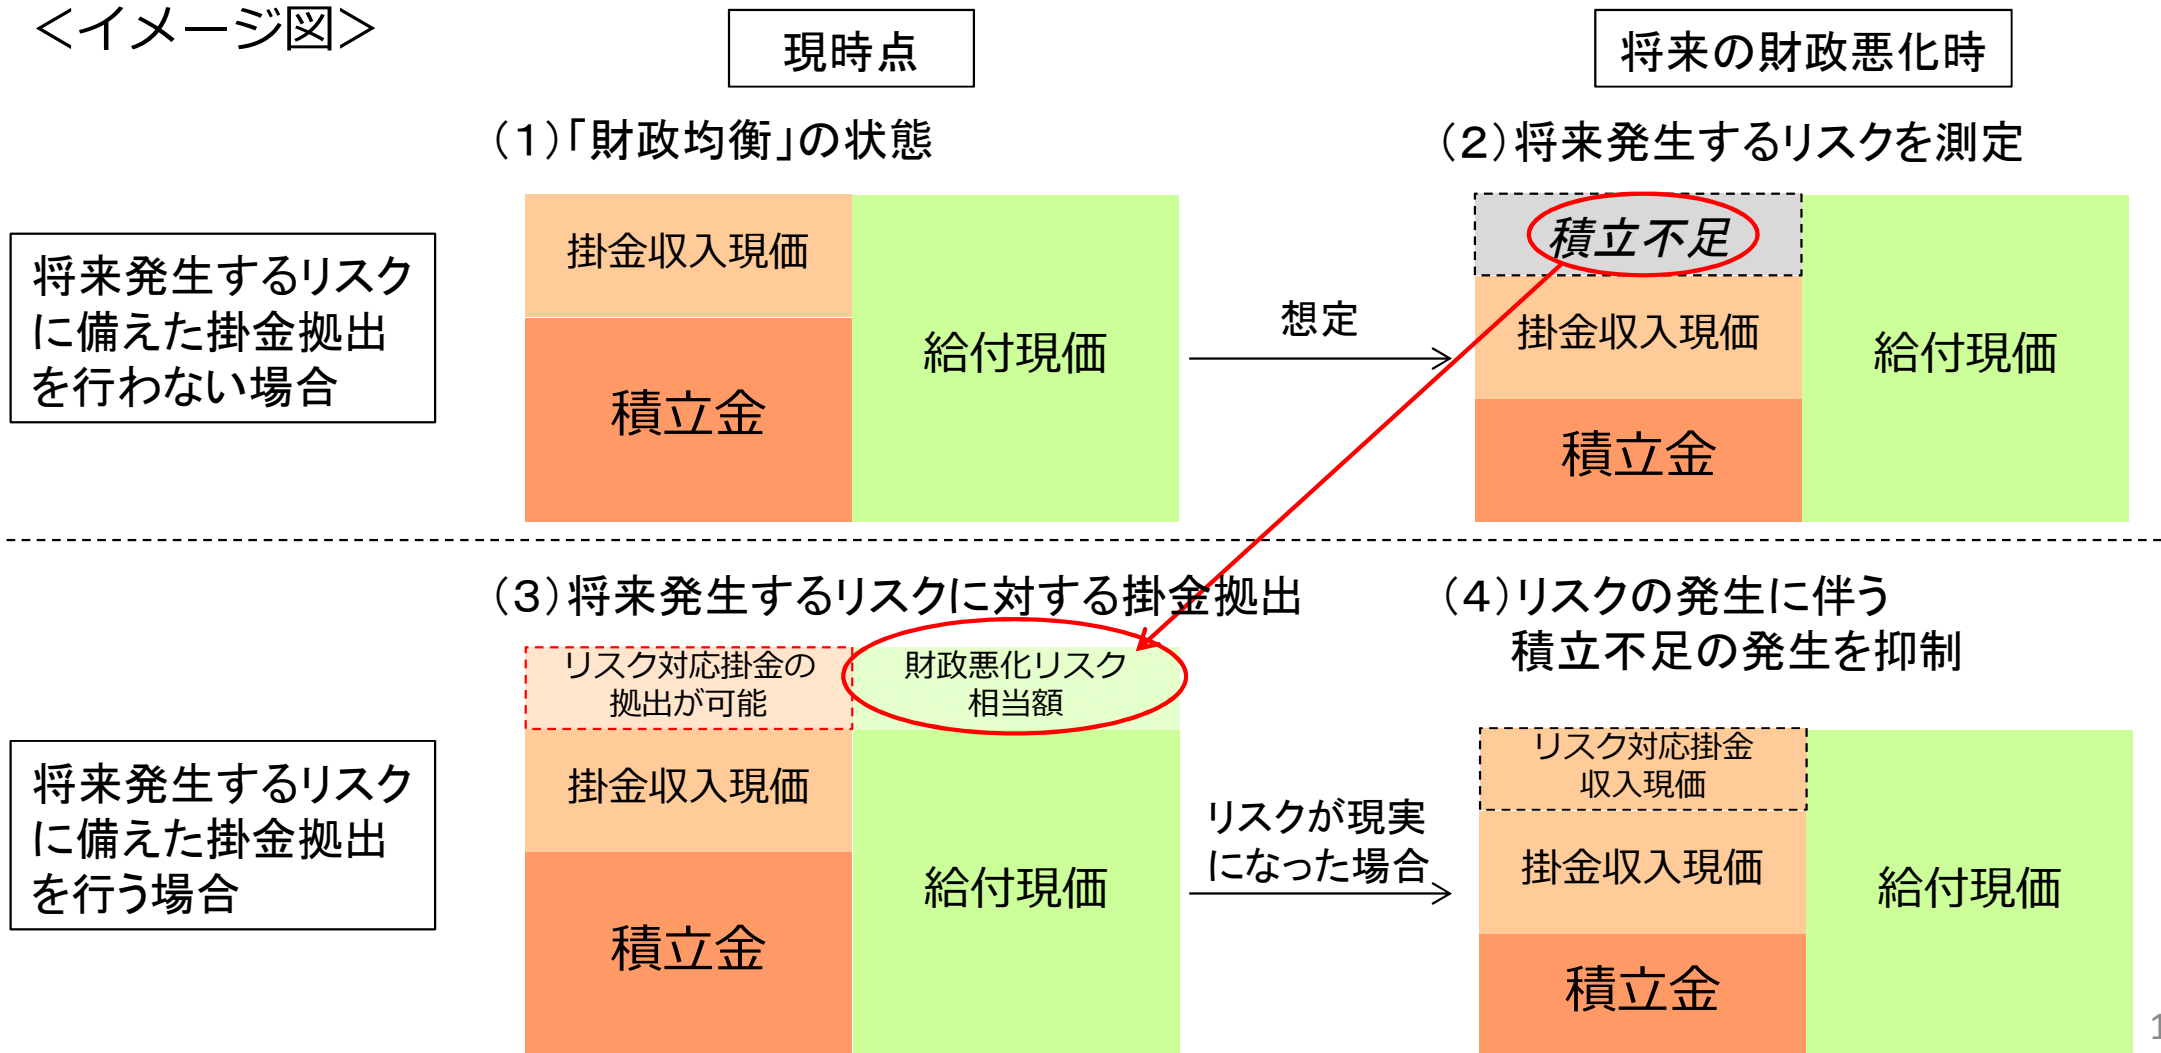 ＜イメージ図＞
現時点
将来の財政悪化時
（１）「財政均衡」の状態
（２）将来発生するリスクを測定
将来発生するリスク
に備えた掛金拠出
を行わない場合
掛金収入現価
積立金
給付現価
想定
積立不足
掛金収入現価
積立金
給付現価
（３）将来発生するリスクに対する掛金拠出
（４）リスクの発生に伴う
積立不足の発生を抑制
将来発生するリスク
に備えた掛金拠出
を行う場合
リスク対応掛金の
拠出が可能
財政悪化リスク
相当額
掛金収入現価
積立金
給付現価
リスクが現実
になった場合
リスク対応掛金
収入現価
掛金収入現価
積立金
給付現価
1